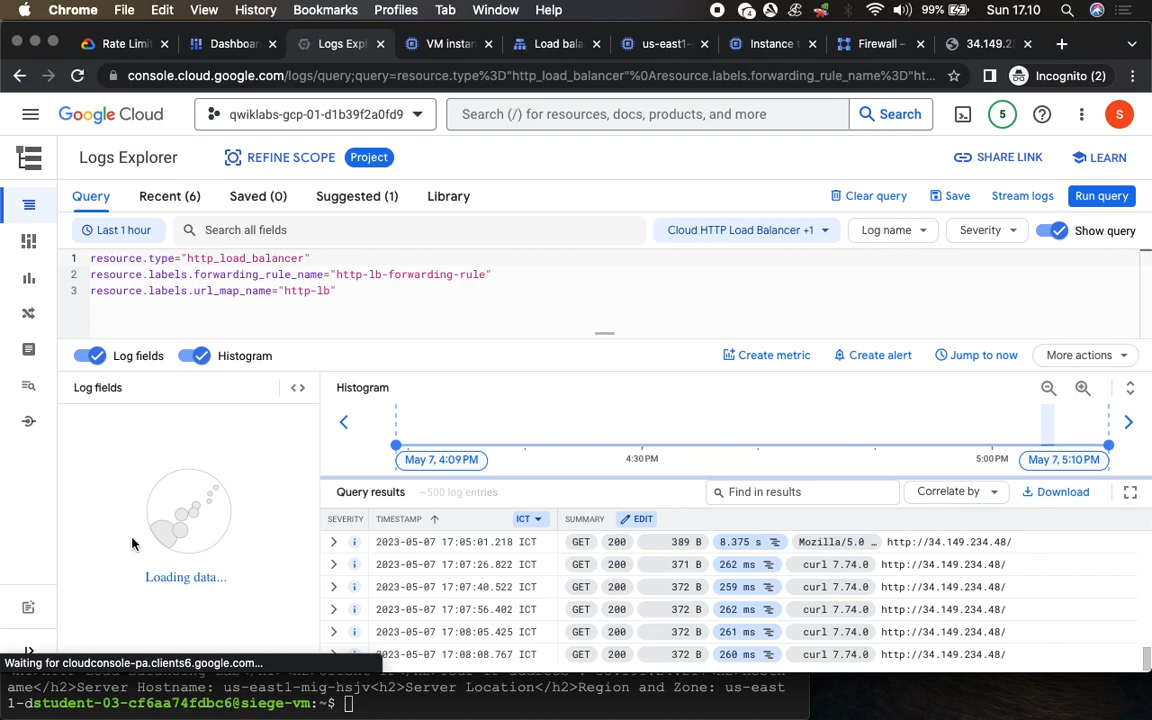 Chrome File Edit View History Bookmarks Profiles Tab Window Help 99% Sun 17.10
Rate Limi Dashboar Logs Expl VM instan Load bala us-east1- Instance t Firewall – 34.149.23
console.cloud.google.com/logs/query;query=resource.type%3D"http_load_balancer"%0Aresource.labels.forwarding_rule_name%3D"ht... Incognito (2)
Google Cloud qwiklabs-gcp-01-d1b39f2a0fd9 Search (/) for resources, docs, products, and more Search 5 S
Logs Explorer REFINE SCOPE Project SHARE LINK LEARN
Query Recent (6) Saved (0) Suggested (1) Library Clear query Save Stream logs Run query
Last 1 hour Search all fields Cloud HTTP Load Balancer +1 Log name Severity Show query
1 resource.type="http_load_balancer"
2 resource.labels.forwarding_rule_name="http-lb-forwarding-rule"
3 resource.labels.url_map_name="http-lb"
Log fields Histogram Create metric Create alert Jump to now More actions
Log fields Histogram
May 7, 4:09 PM 4:30 PM 5:00 PM May 7, 5:10 PM
Query results ~500 log entries Find in results Correlate by Download
SEVERITY TIMESTAMP ICT SUMMARY EDIT
2023-05-07 17:05:01.218 ICT GET 200 389 B 8.375 s Mozilla/5.0 … http://34.149.234.48/
2023-05-07 17:07:26.822 ICT GET 200 371 B 262 ms curl 7.74.0 http://34.149.234.48/
Loading data...
2023-05-07 17:07:40.522 ICT GET 200 372 B 259 ms curl 7.74.0 http://34.149.234.48/
2023-05-07 17:07:56.402 ICT GET 200 372 B 262 ms curl 7.74.0 http://34.149.234.48/
2023-05-07 17:08:05.425 ICT GET 200 372 B 261 ms curl 7.74.0 http://34.149.234.48/
2023-05-07 17:08:08.767 ICT GET 200 372 B 260 ms curl 7.74.0 http://34.149.234.48/
Waiting for cloudconsole-pa.clients6.google.com...
ame</h2>Server Hostname: us-east1-mig-hsjv<h2>Server Location</h2>Region and Zone: us-east
1-dstudent-03-cf6aa74fdbc6@siege-vm:~$